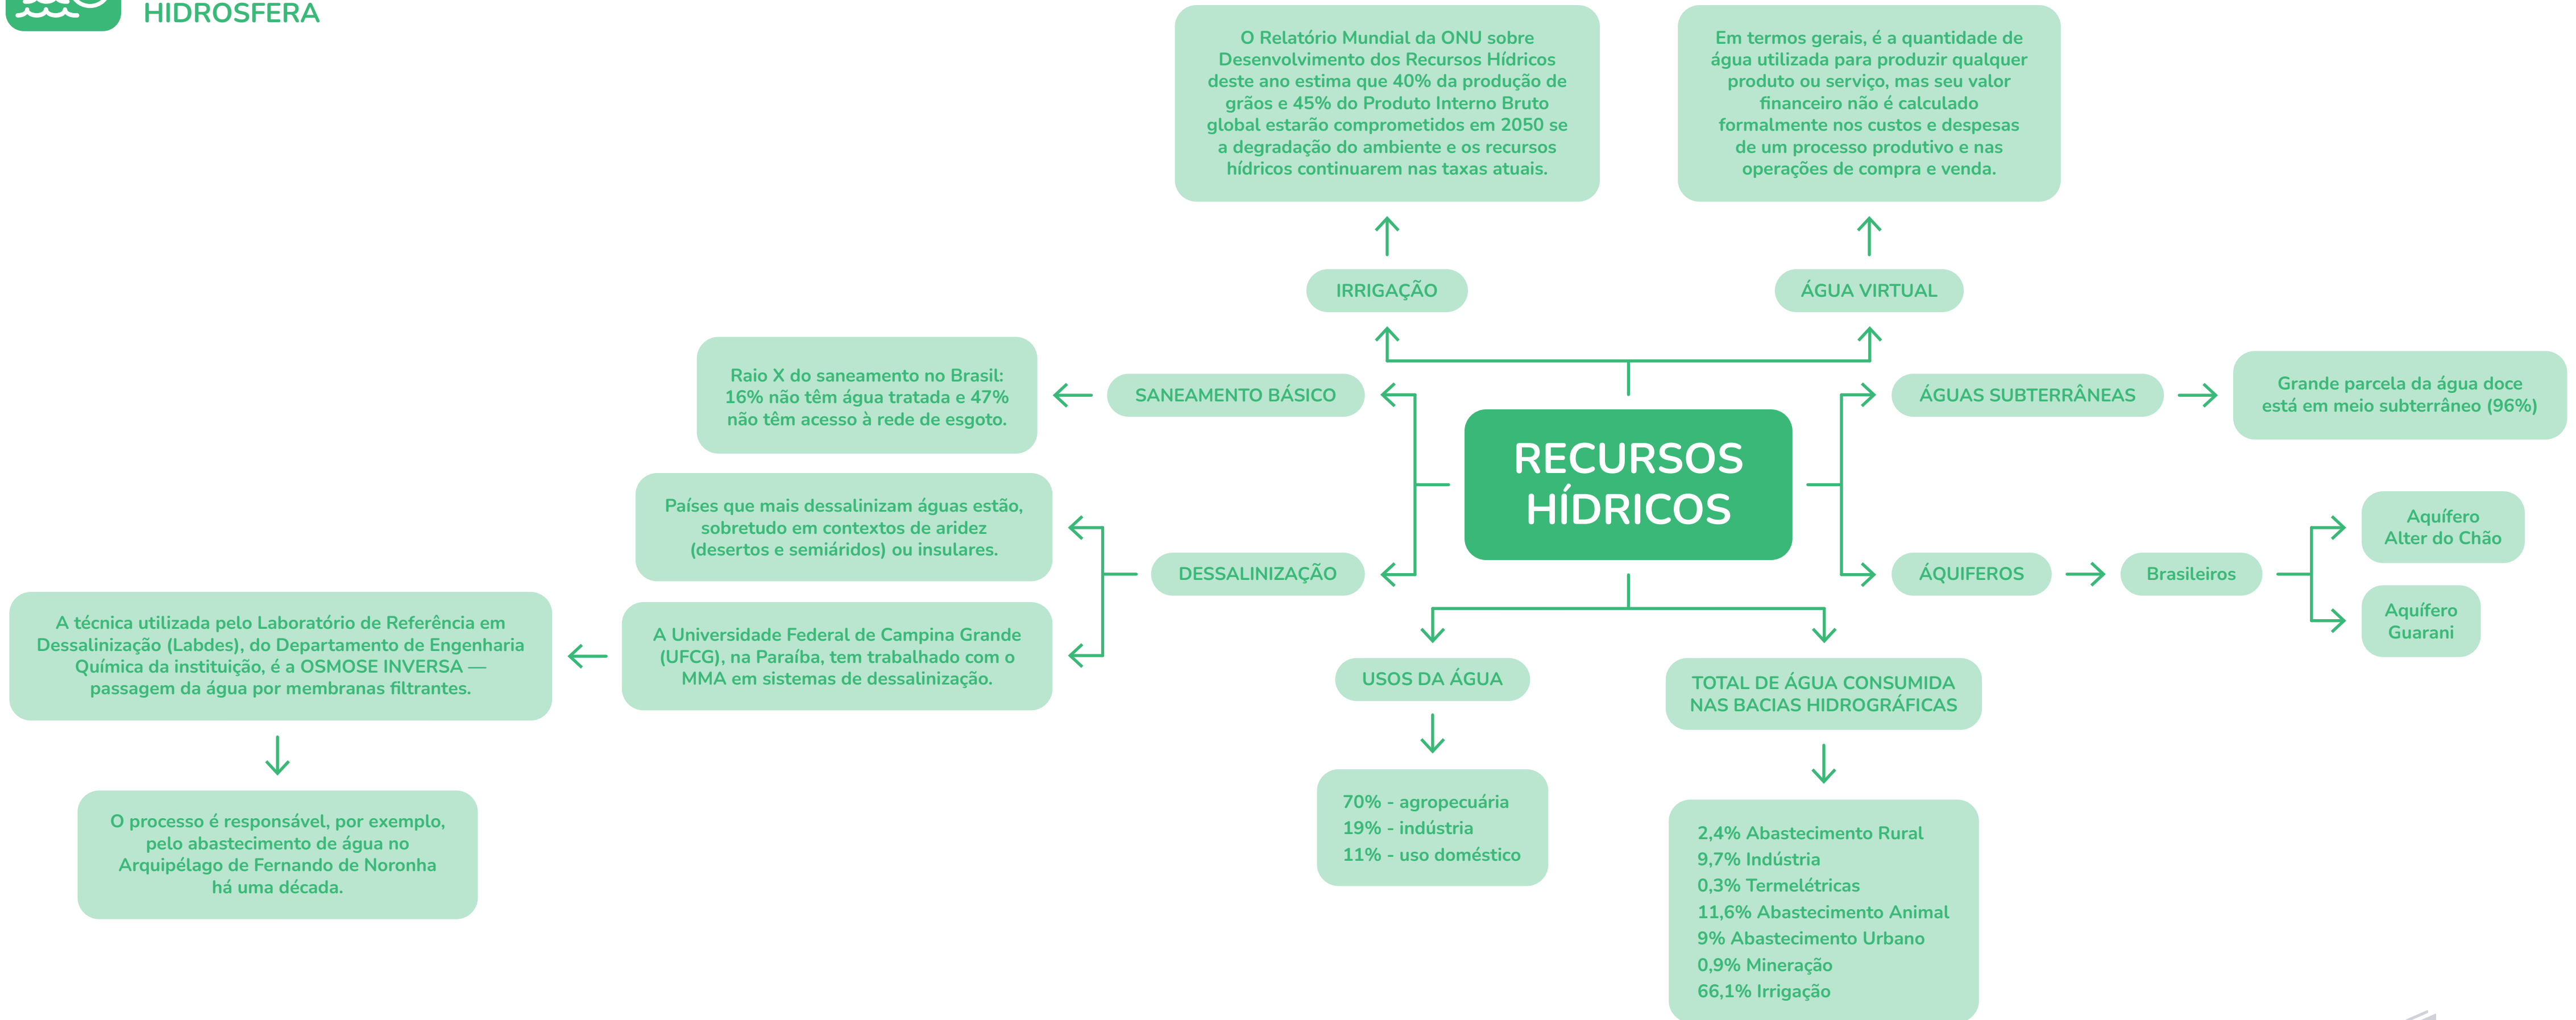 HIDROSFERA
O Relatório Mundial da ONU sobre
Desenvolvimento dos Recursos Hídricos
deste ano estima que 40% da produção de
grãos e 45% do Produto Interno Bruto
global estarão comprometidos em 2050 se
a degradação do ambiente e os recursos
hídricos continuarem nas taxas atuais.
Em termos gerais, é a quantidade de
água utilizada para produzir qualquer
produto ou serviço, mas seu valor
financeiro não é calculado
formalmente nos custos e despesas
de um processo produtivo e nas
operações de compra e venda.
IRRIGAÇÃO
ÁGUA VIRTUAL
Raio X do saneamento no Brasil:
16% não têm água tratada e 47%
não têm acesso à rede de esgoto.
SANEAMENTO BÁSICO
ÁGUAS SUBTERRÂNEAS
Grande parcela da água doce
está em meio subterrâneo (96%)
RECURSOS
HÍDRICOS
Países que mais dessalinizam águas estão,
sobretudo em contextos de aridez
(desertos e semiáridos) ou insulares.
DESSALINIZAÇÃO
ÁQUIFEROS
Brasileiros
Aquífero
Alter do Chão
Aquífero
Guarani
A técnica utilizada pelo Laboratório de Referência em
Dessalinização (Labdes), do Departamento de Engenharia
Química da instituição, é a OSMOSE INVERSA —
passagem da água por membranas filtrantes.
A Universidade Federal de Campina Grande
(UFCG), na Paraíba, tem trabalhado com o
MMA em sistemas de dessalinização.
USOS DA ÁGUA
TOTAL DE ÁGUA CONSUMIDA
NAS BACIAS HIDROGRÁFICAS
O processo é responsável, por exemplo,
pelo abastecimento de água no
Arquipélago de Fernando de Noronha
há uma década.
70% - agropecuária
19% - indústria
11% - uso doméstico
2,4% Abastecimento Rural
9,7% Indústria
0,3% Termelétricas
11,6% Abastecimento Animal
9% Abastecimento Urbano
0,9% Mineração
66,1% Irrigação